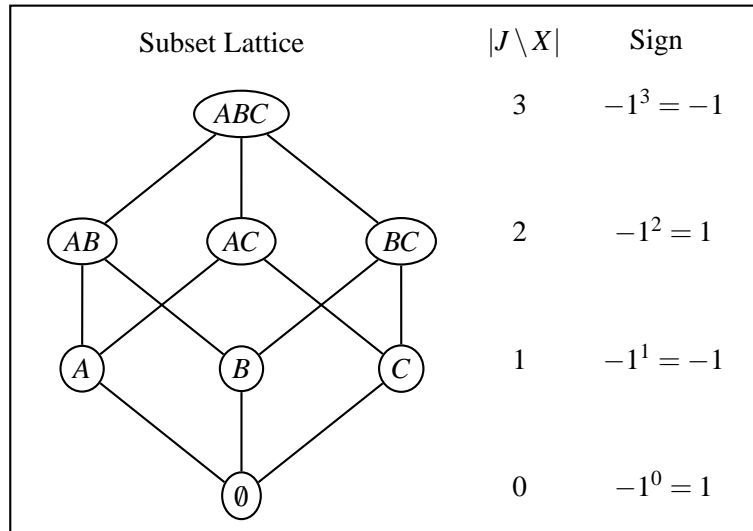 Subset Lattice |J \ X| Sign
ABC 3 −1³ = −1
AB AC BC 2 −1² = 1
A B C 1 −1¹ = −1
∅ 0 −1⁰ = 1